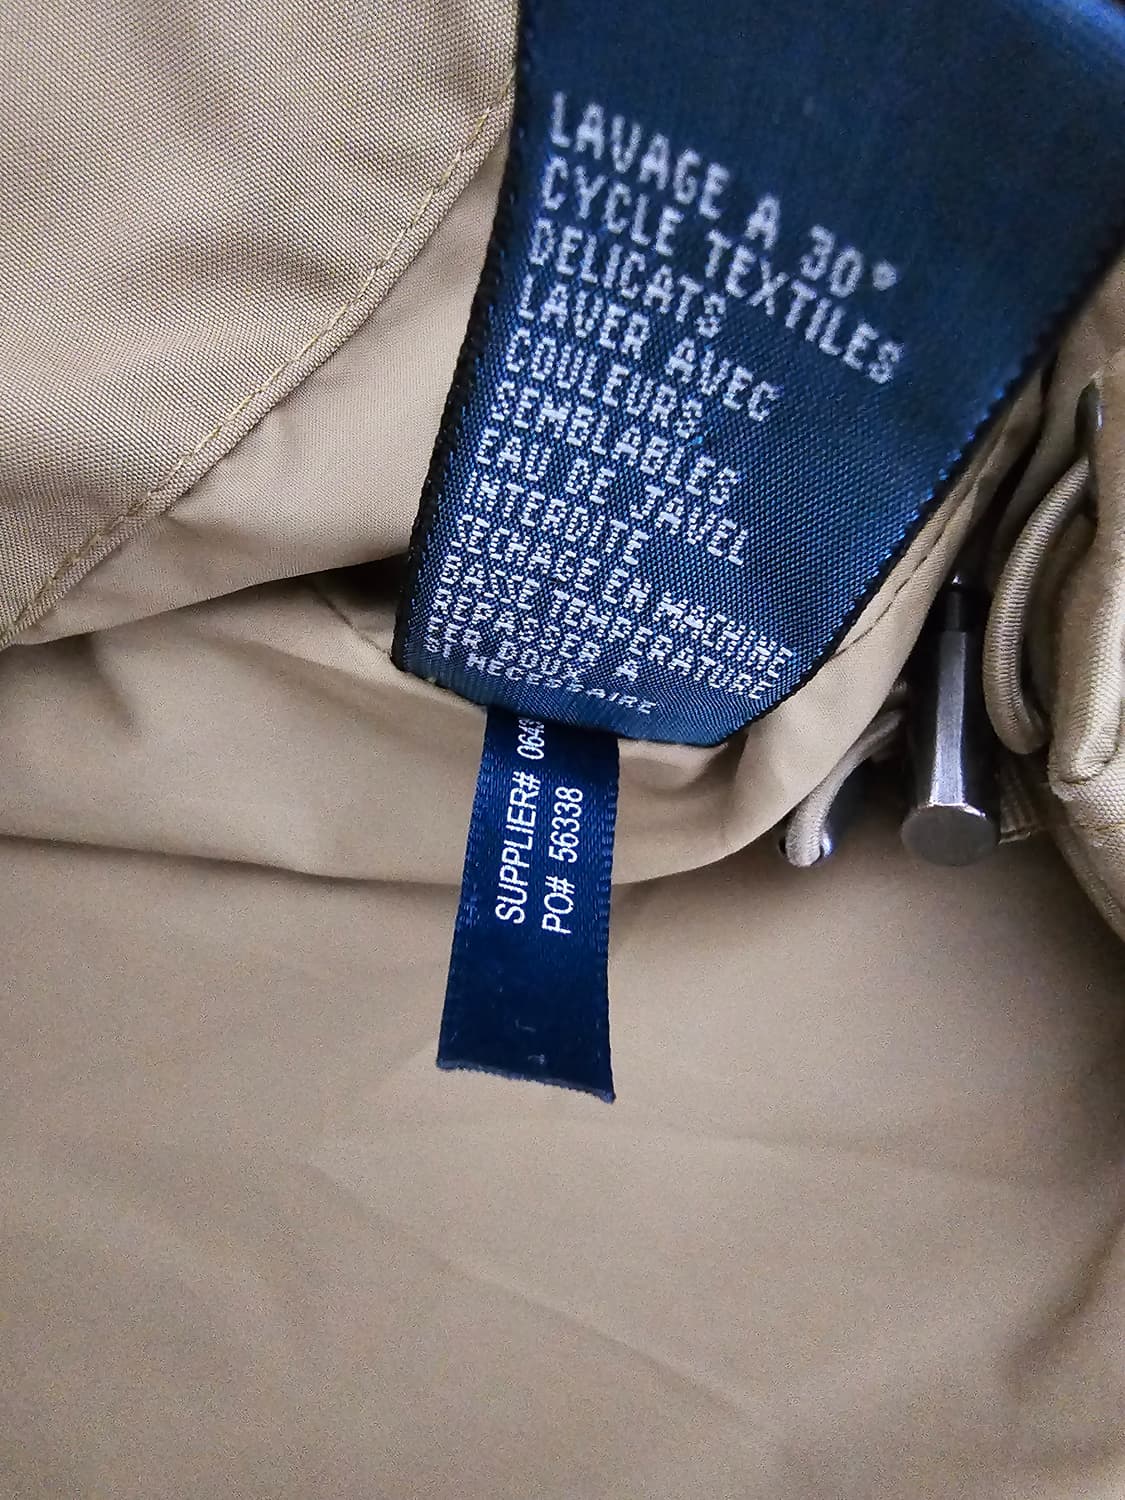 LAVAGE A 30°
CYCLE TEXTILES
DELICATS
LAVER AVEC
COULEURS
SEMBLABLES
EAU DE JAVEL
INTERDITE
SECHAGE EN MACHINE
BASSE TEMPERATURE
REPASSER A
FER DOUX
SI NECESSAIRE
SUPPLIER# 064
PO# 56338